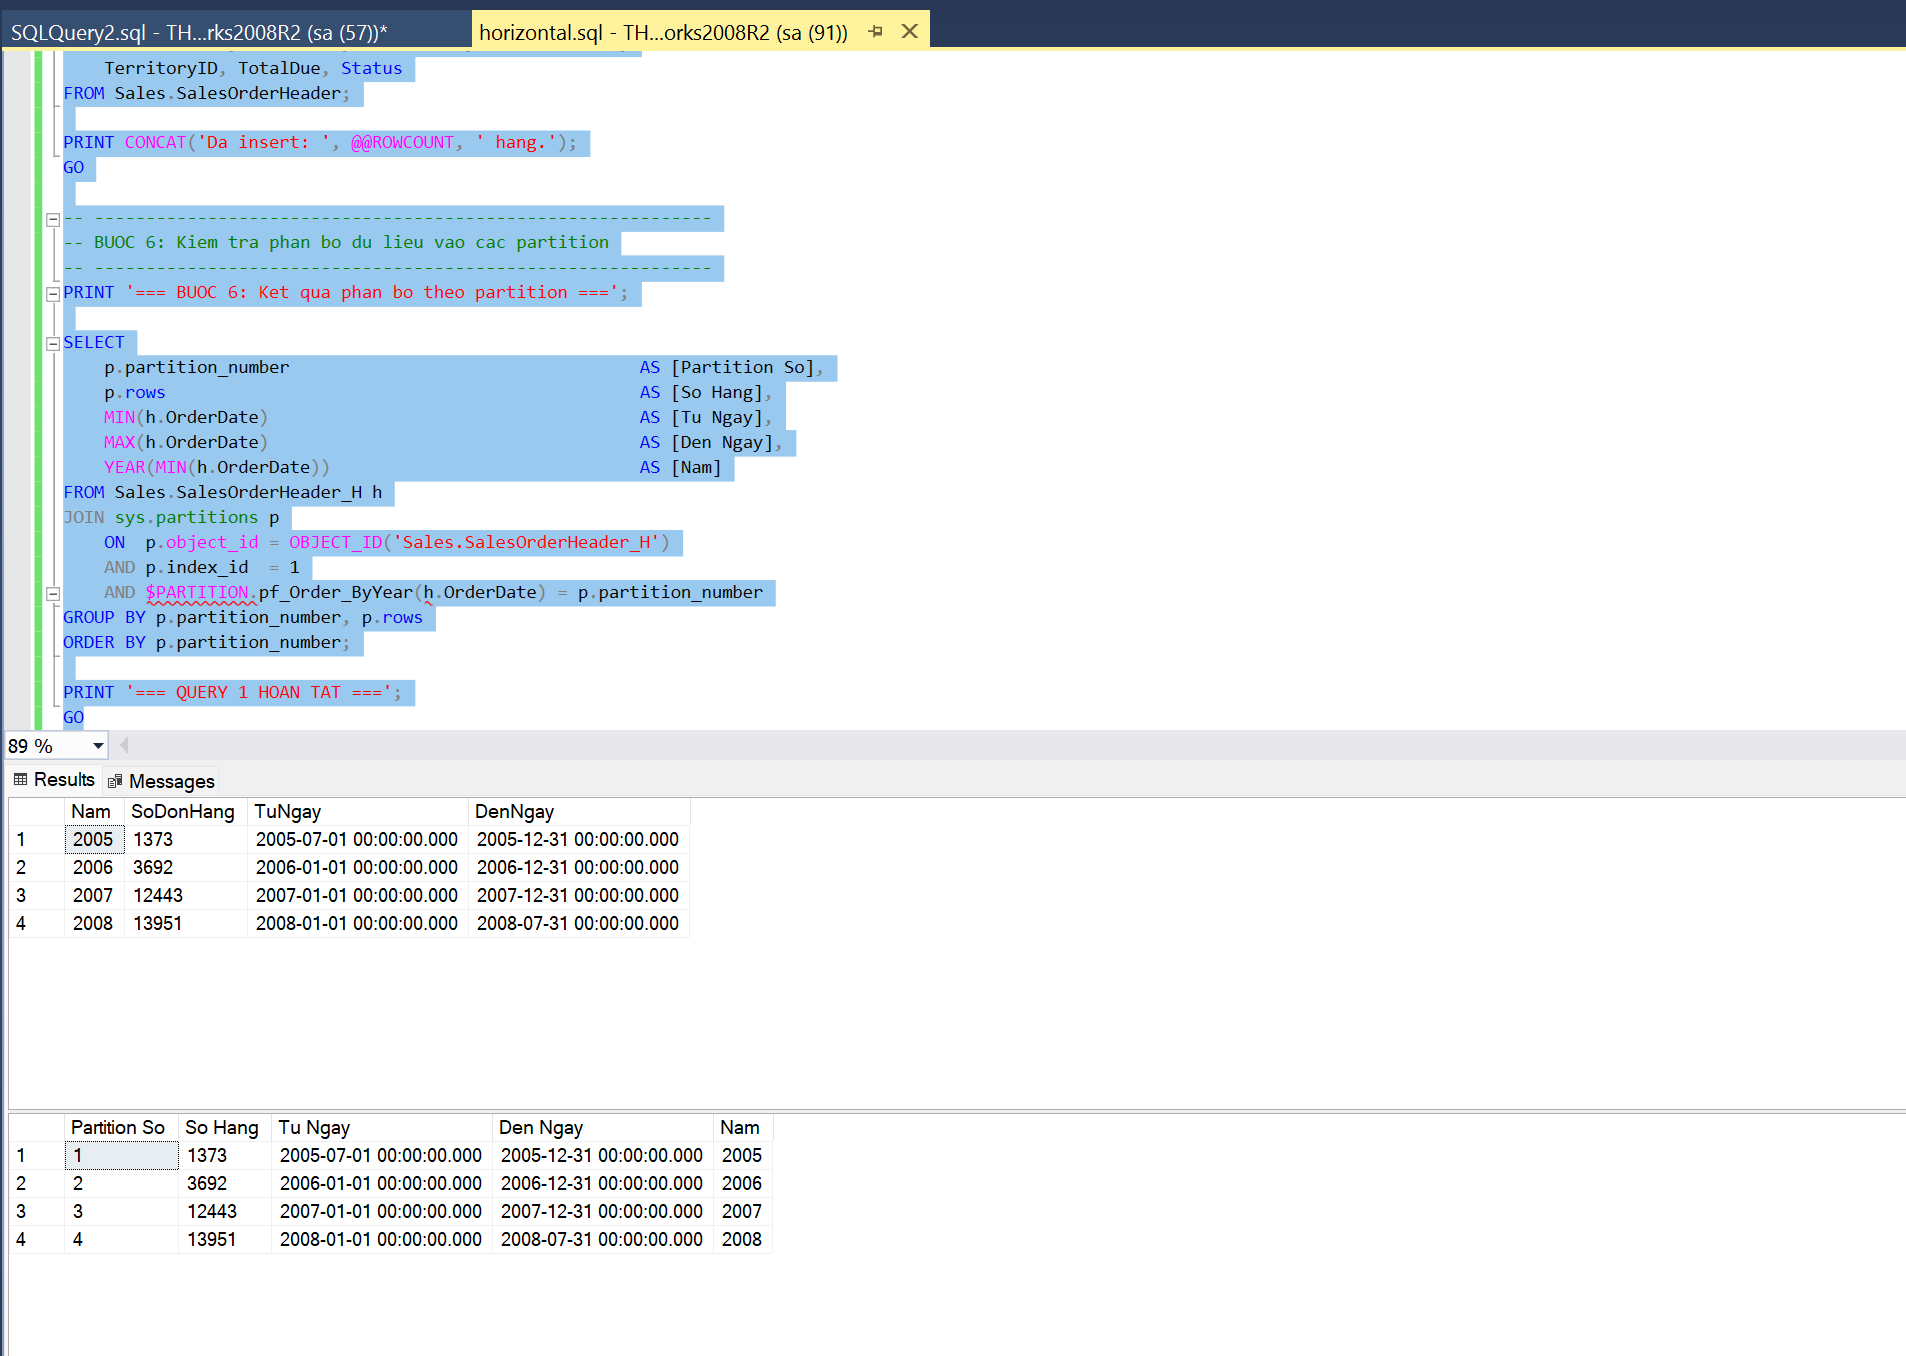 SQLQuery2.sql - TH...rks2008R2 (sa (57))*
horizontal.sql - TH...orks2008R2 (sa (91))
TerritoryID, TotalDue, Status
FROM Sales.SalesOrderHeader;
PRINT CONCAT('Da insert: ', @@ROWCOUNT, ' hang.');
GO
-- ------------------------------------------------------------
-- BUOC 6: Kiem tra phan bo du lieu vao cac partition
-- ------------------------------------------------------------
PRINT '=== BUOC 6: Ket qua phan bo theo partition ===';
SELECT
p.partition_number AS [Partition So],
p.rows AS [So Hang],
MIN(h.OrderDate) AS [Tu Ngay],
MAX(h.OrderDate) AS [Den Ngay],
YEAR(MIN(h.OrderDate)) AS [Nam]
FROM Sales.SalesOrderHeader_H h
JOIN sys.partitions p
ON p.object_id = OBJECT_ID('Sales.SalesOrderHeader_H')
AND p.index_id = 1
AND $PARTITION.pf_Order_ByYear(h.OrderDate) = p.partition_number
GROUP BY p.partition_number, p.rows
ORDER BY p.partition_number;
PRINT '=== QUERY 1 HOAN TAT ===';
GO
89 %
Results Messages
Nam SoDonHang TuNgay DenNgay
1 2005 1373 2005-07-01 00:00:00.000 2005-12-31 00:00:00.000
2 2006 3692 2006-01-01 00:00:00.000 2006-12-31 00:00:00.000
3 2007 12443 2007-01-01 00:00:00.000 2007-12-31 00:00:00.000
4 2008 13951 2008-01-01 00:00:00.000 2008-07-31 00:00:00.000
Partition So So Hang Tu Ngay Den Ngay Nam
1 1 1373 2005-07-01 00:00:00.000 2005-12-31 00:00:00.000 2005
2 2 3692 2006-01-01 00:00:00.000 2006-12-31 00:00:00.000 2006
3 3 12443 2007-01-01 00:00:00.000 2007-12-31 00:00:00.000 2007
4 4 13951 2008-01-01 00:00:00.000 2008-07-31 00:00:00.000 2008